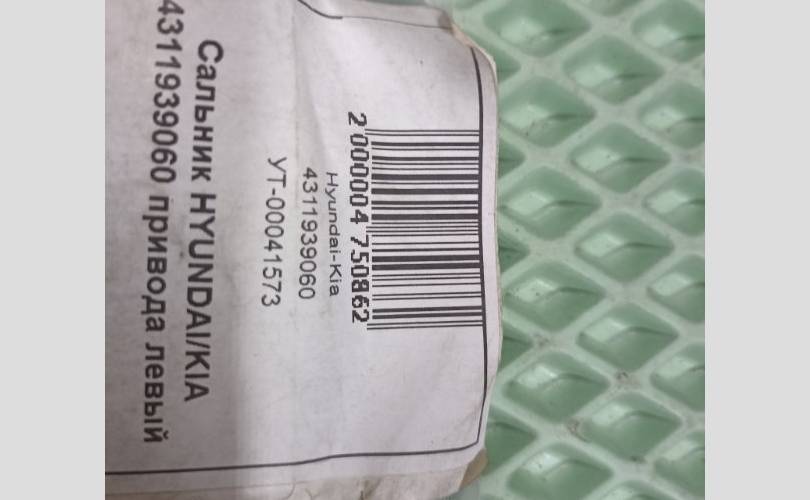 2 000004 750862
Hyundai-Kia
4311939060
УТ-00041573
Сальник HYUNDAI/KIA
4311939060 привода левый